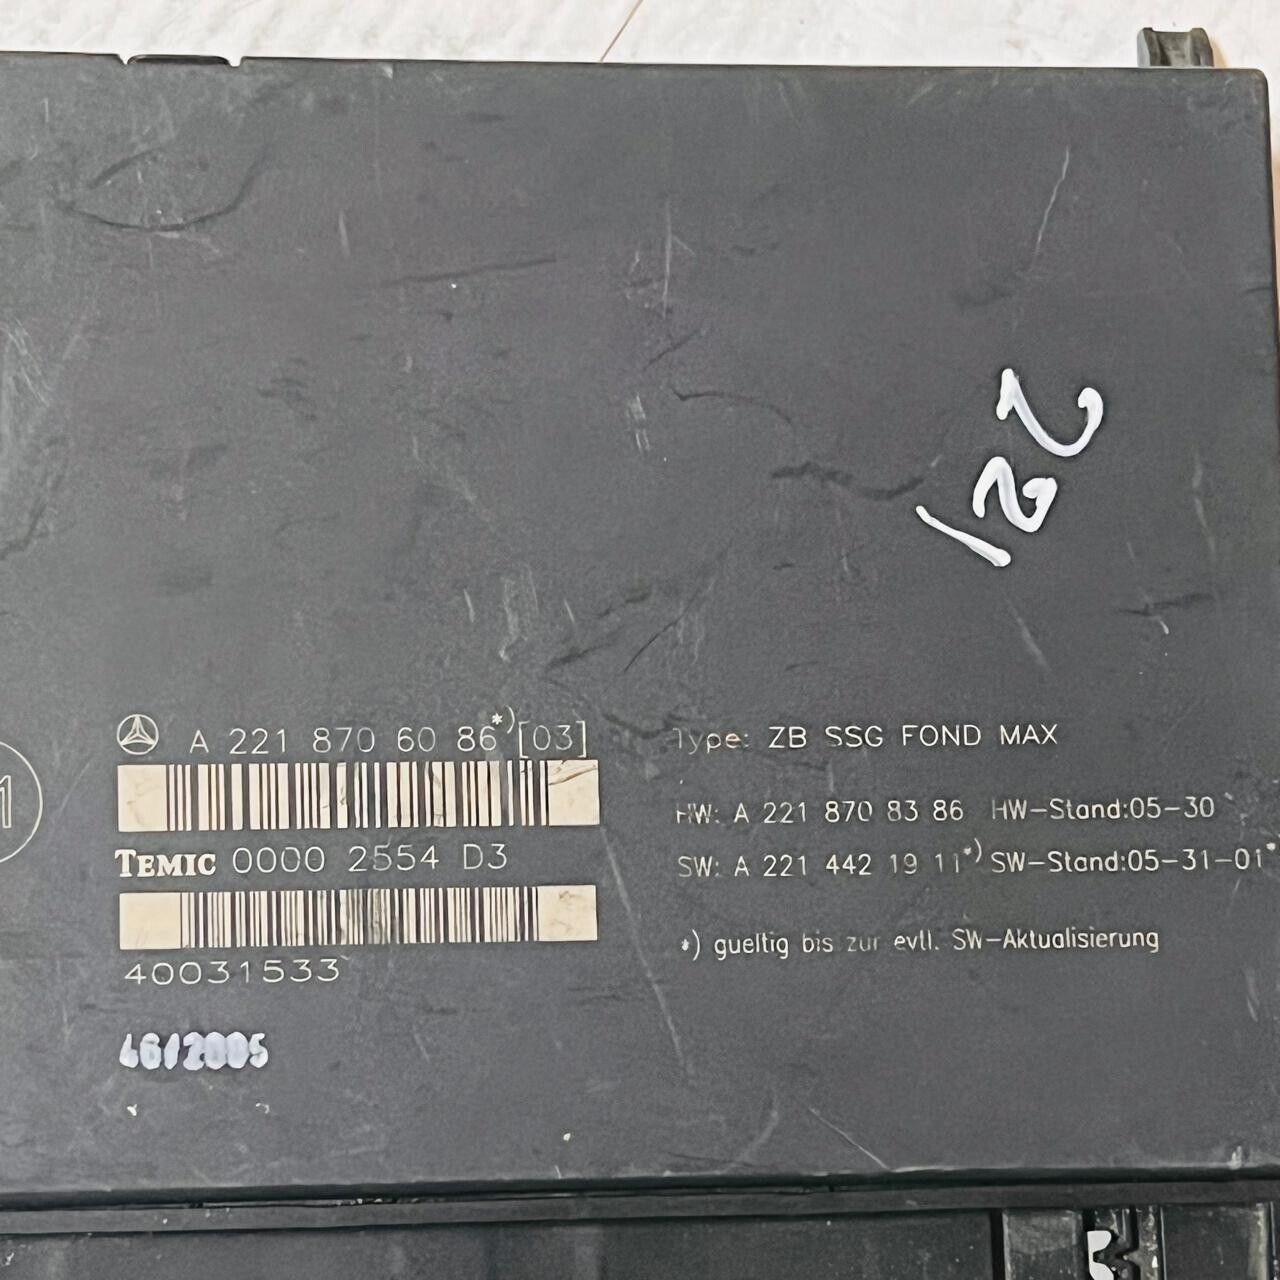 122
A 221 870 60 86*)[03]
TEMIC 0000 2554 D3
40031533
46/2005
Type: ZB SSG FOND MAX
HW: A 221 870 83 86 HW-Stand:05-30
SW: A 221 442 19 11*) SW-Stand:05-31-01*
*) gueltig bis zur evtl. SW-Aktualisierung
1